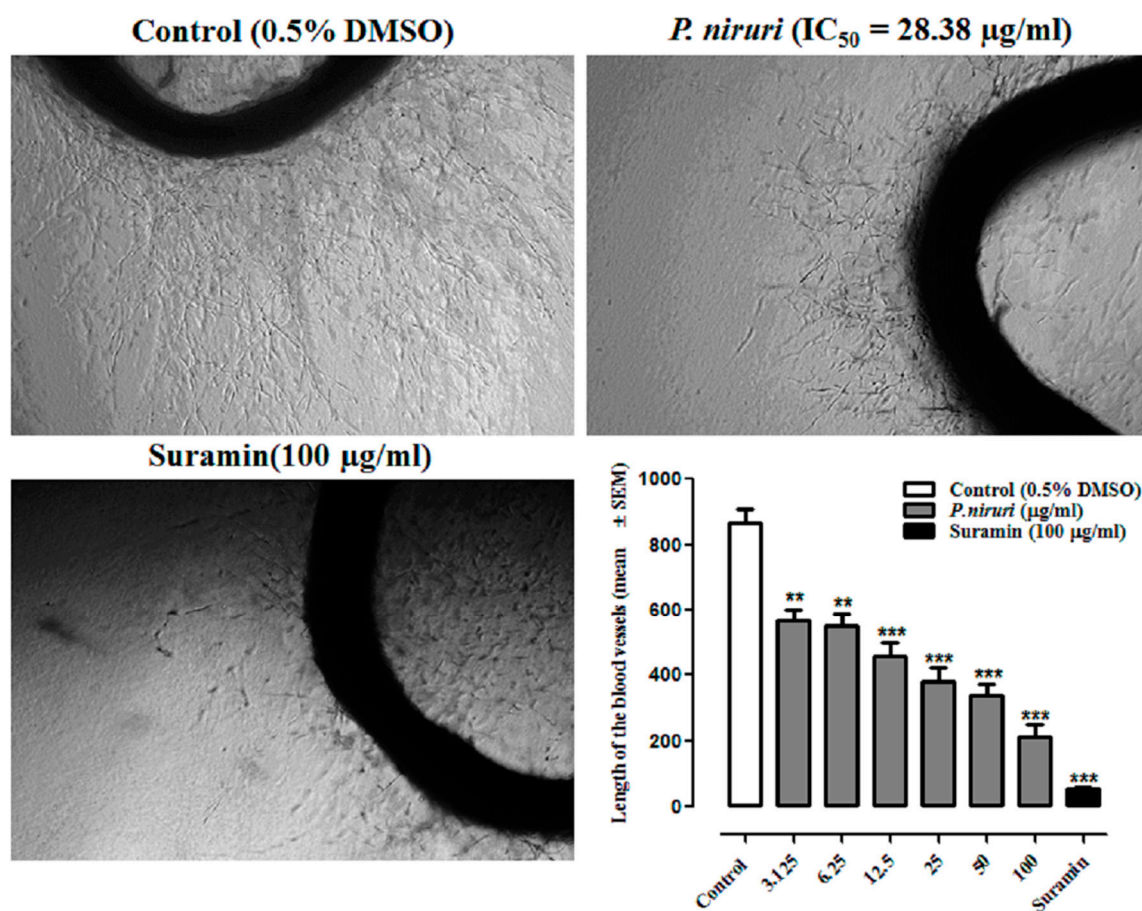 Control (0.5% DMSO)
P. niruri (IC50 = 28.38 µg/ml)
Suramin(100 µg/ml)
Length of the blood vessels (mean ± SEM)
1000
800
600
400
200
0
Control (0.5% DMSO)
P.niruri (µg/ml)
Suramin (100 µg/ml)
**
**
***
***
***
***
***
Control
3.125
6.25
12.5
25
50
100
Suramin